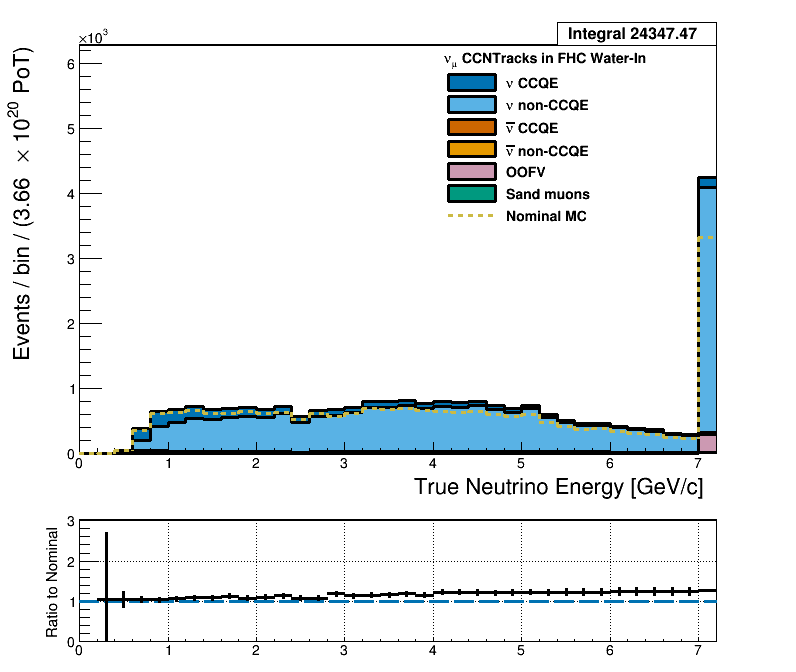 Integral 24347.47
×10³
ν_μ CCNTracks in FHC Water-In
ν CCQE
ν non-CCQE
ν̅ CCQE
ν̅ non-CCQE
OOFV
Sand muons
Nominal MC
Events / bin / (3.66 × 10²⁰ PoT)
6
5
4
3
2
1
0
0 1 2 3 4 5 6 7
True Neutrino Energy [GeV/c]
Ratio to Nominal
3
2
1
0
0 1 2 3 4 5 6 7